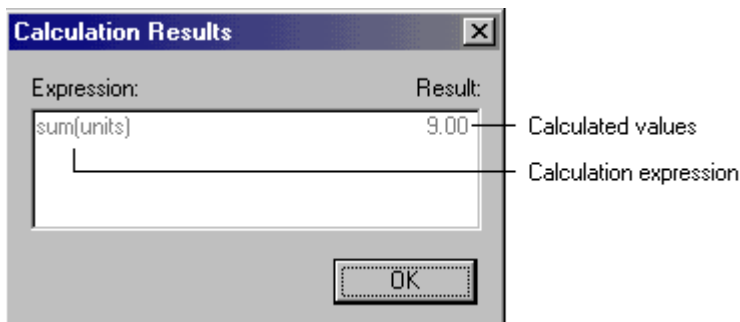 Calculation Results
Expression: Result:
sum(units) 9.00
Calculated values
Calculation expression
OK